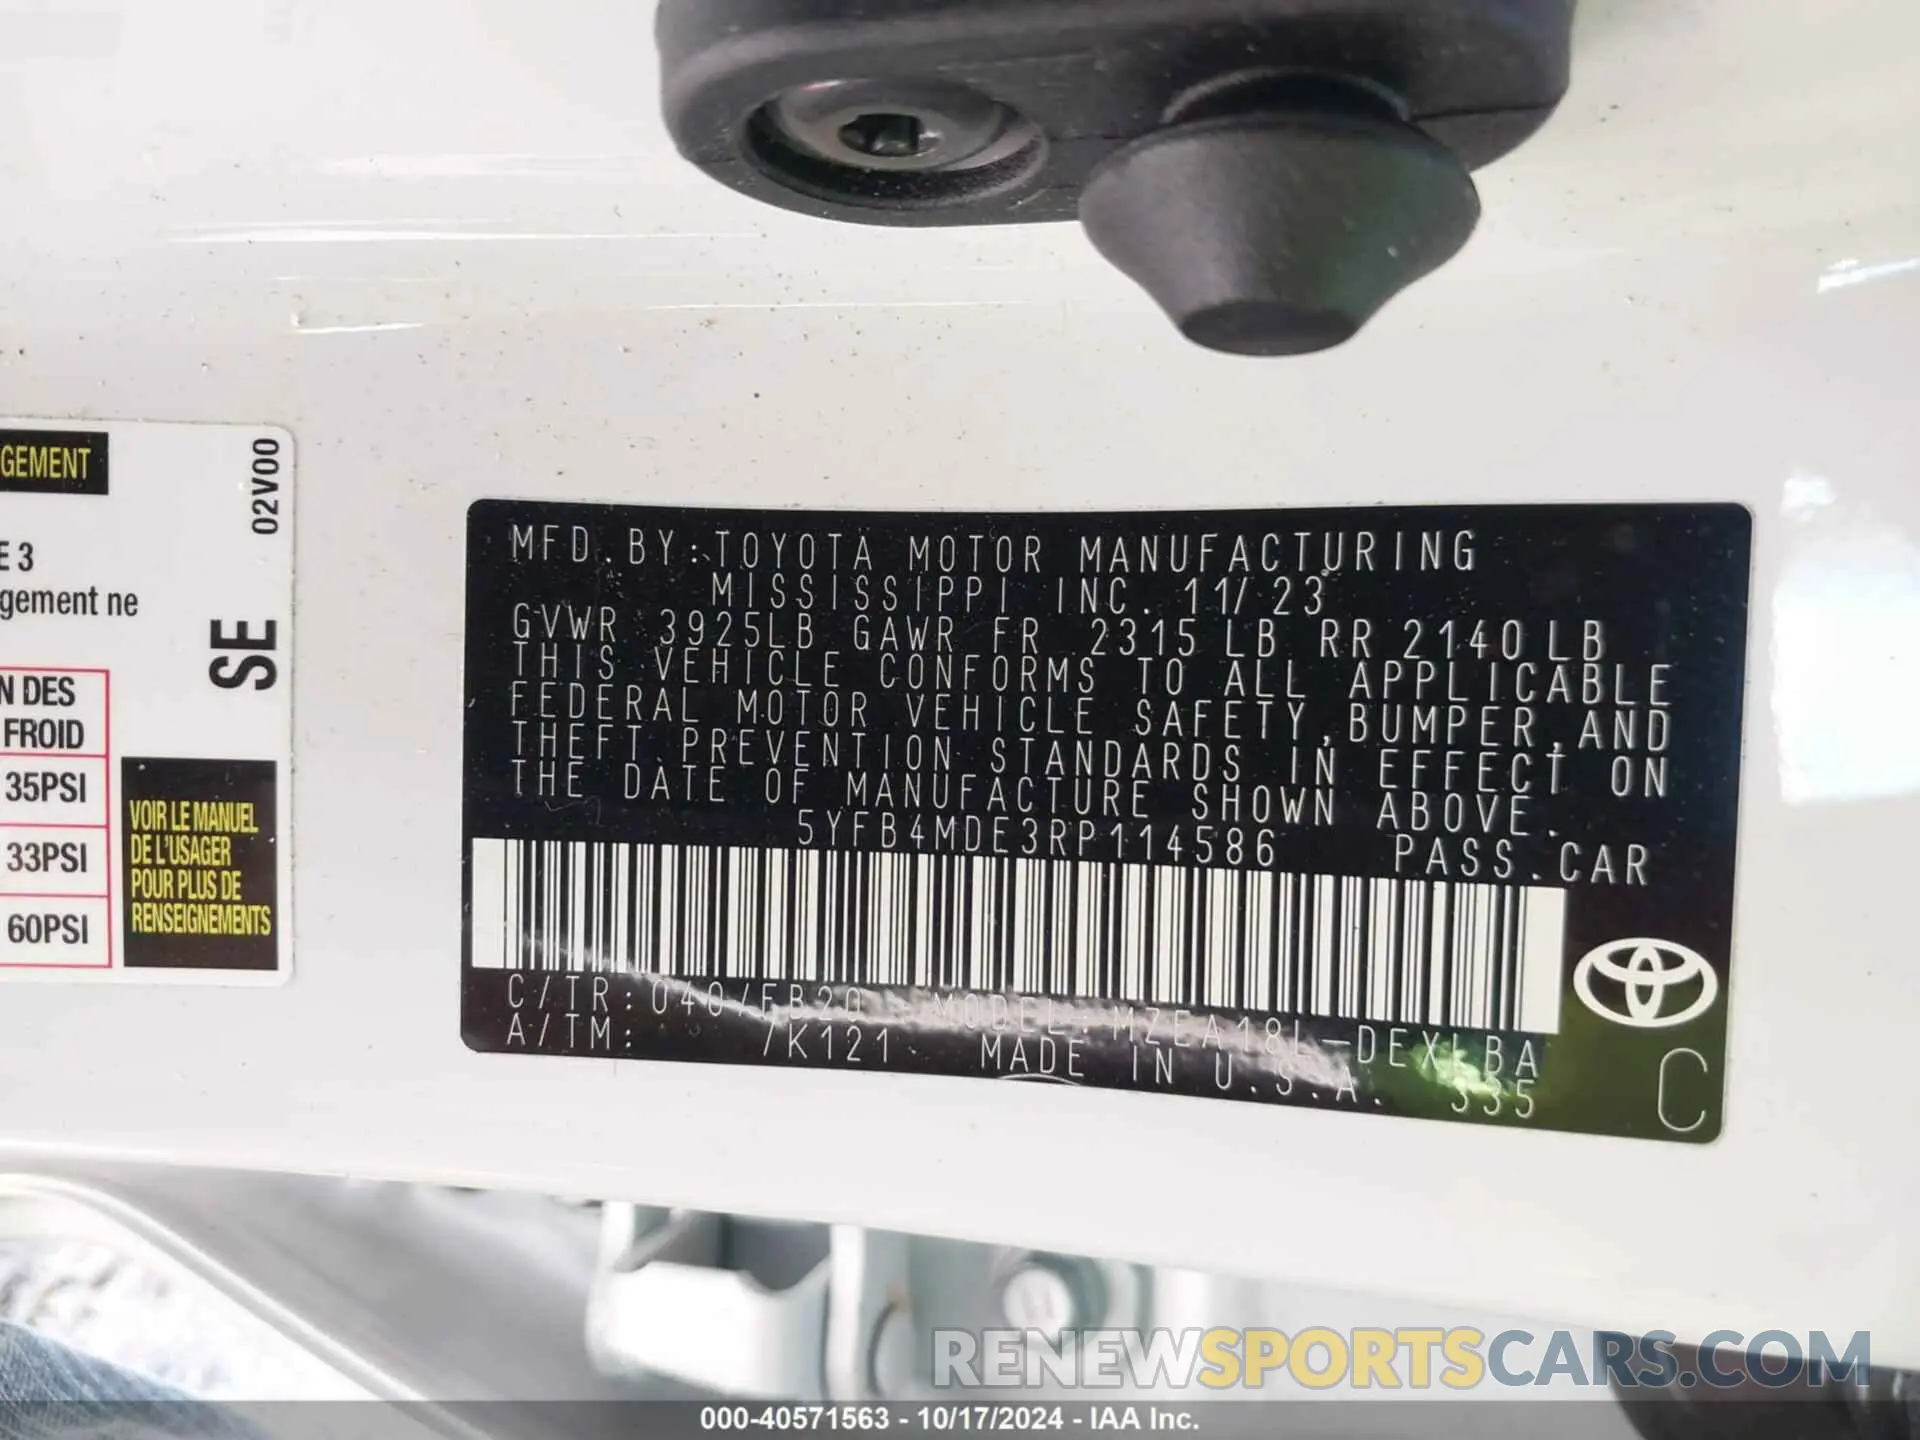 GEMENT
02V00
E 3
gement ne
SE
N DES
FROID
35PSI
33PSI
60PSI
VOIR LE MANUEL
DE L'USAGER
POUR PLUS DE
RENSEIGNEMENTS
MFD.BY:TOYOTA MOTOR MANUFACTURING
MISSISSIPPI INC. 11/23
GVWR 3925LB GAWR FR 2315LB RR 2140LB
THIS VEHICLE CONFORMS TO ALL APPLICABLE
FEDERAL MOTOR VEHICLE SAFETY,BUMPER,AND
THEFT PREVENTION STANDARDS IN EFFECT ON
THE DATE OF MANUFACTURE SHOWN ABOVE.
5YFB4MDE3RP114586 PASS.CAR
C/TR:040/FB20 MODEL:MZEA18L-DEXLBA
A/TM: /K121 MADE IN U.S.A. 335
C
RENEWSPORTSCARS.COM
000-40571563 - 10/17/2024 - IAA Inc.